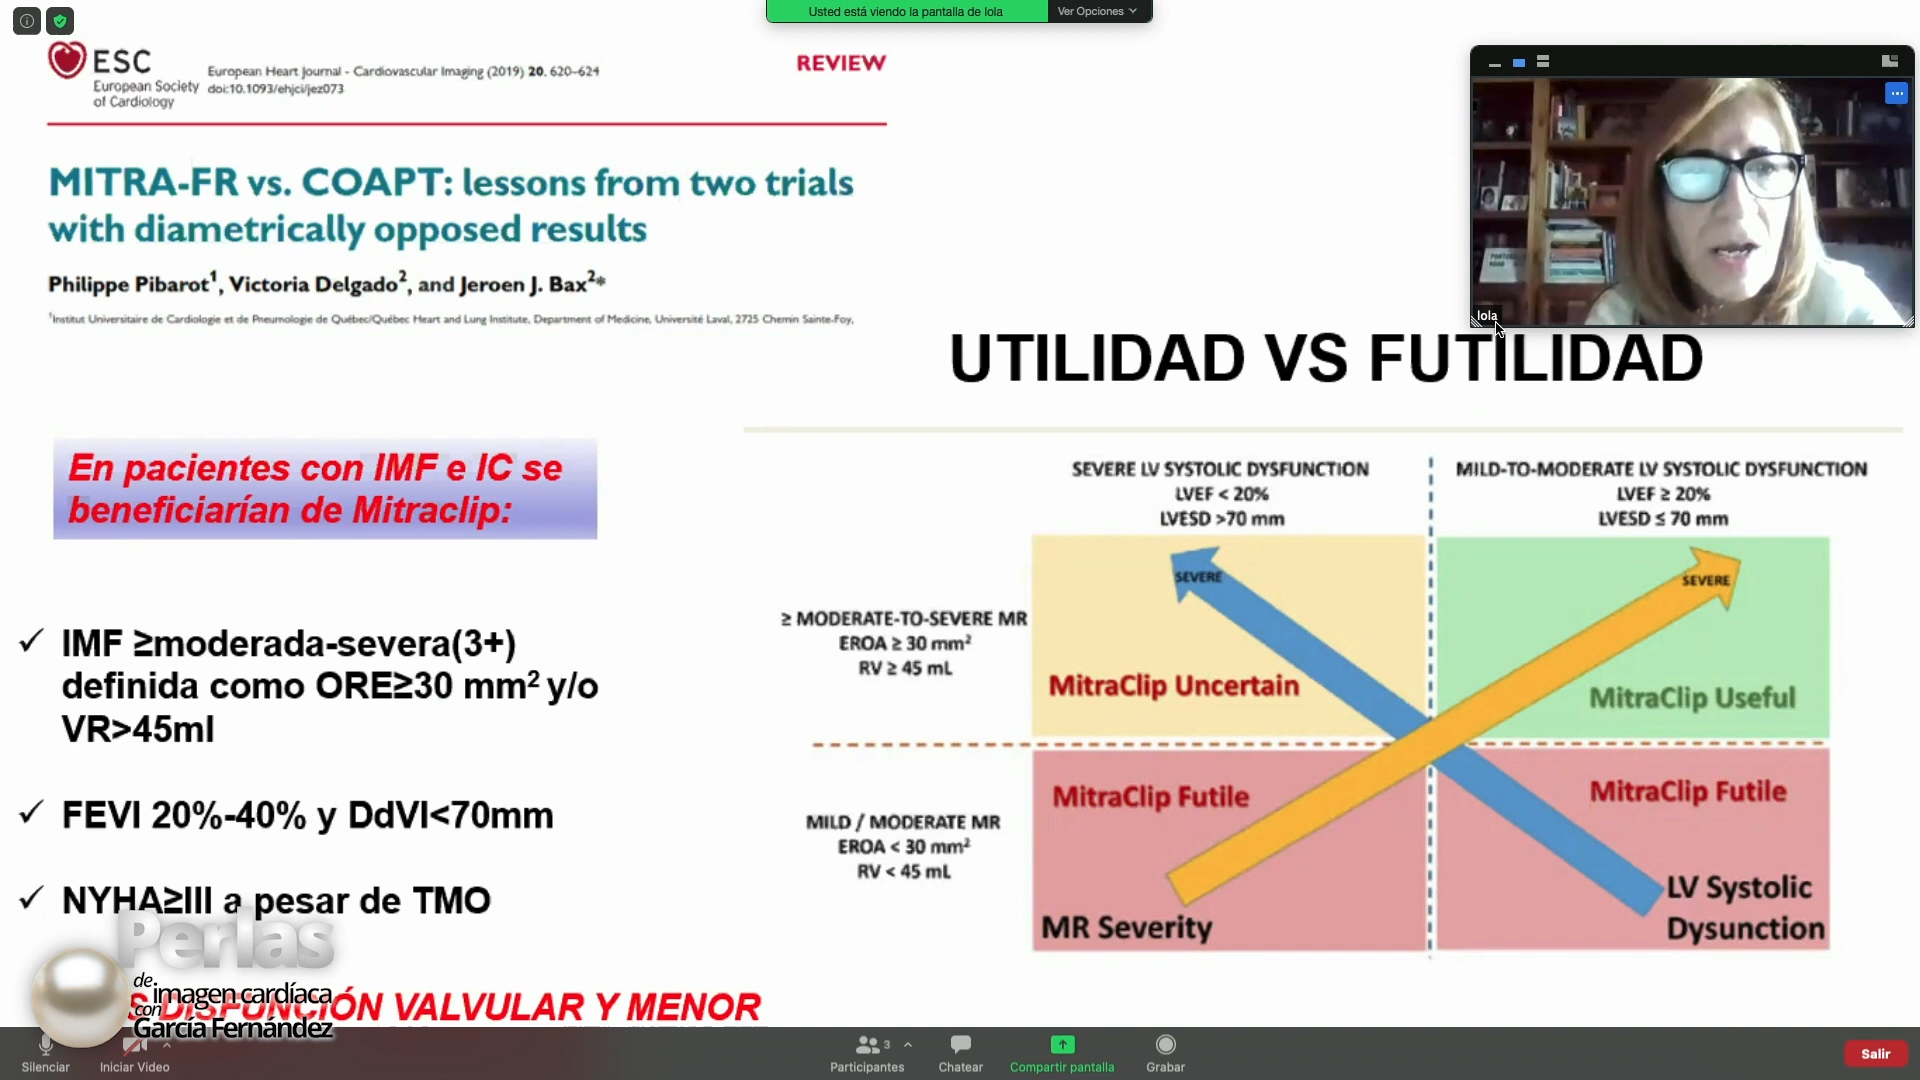 Usted está viendo la pantalla de lola
Ver Opciones
ESC
European Society
of Cardiology
European Heart Journal - Cardiovascular Imaging (2019) 20, 620–624
doi:10.1093/ehjci/jez073
REVIEW
MITRA-FR vs. COAPT: lessons from two trials
with diametrically opposed results
Philippe Pibarot1, Victoria Delgado2, and Jeroen J. Bax2*
1Institut Universitaire de Cardiologie et de Pneumologie de Québec/Québec Heart and Lung Institute, Department of Medicine, Université Laval, 2725 Chemin Sainte-Foy,
lola
UTILIDAD VS FUTILIDAD
En pacientes con IMF e IC se
beneficiarían de Mitraclip:
✓ IMF ≥moderada-severa(3+)
definida como ORE≥30 mm2 y/o
VR>45ml
✓ FEVI 20%-40% y DdVI<70mm
✓ NYHA≥III a pesar de TMO
S DISFUNCIÓN VALVULAR Y MENOR
SEVERE LV SYSTOLIC DYSFUNCTION
LVEF < 20%
LVESD >70 mm
MILD-TO-MODERATE LV SYSTOLIC DYSFUNCTION
LVEF ≥ 20%
LVESD ≤ 70 mm
≥ MODERATE-TO-SEVERE MR
EROA ≥ 30 mm2
RV ≥ 45 mL
SEVERE
SEVERE
MitraClip Uncertain
MitraClip Useful
MILD / MODERATE MR
EROA < 30 mm2
RV < 45 mL
MitraClip Futile
MitraClip Futile
MR Severity
LV Systolic
Dysunction
Perlas
de
imagen cardíaca
con
García Fernández
Silenciar
Iniciar Video
Participantes
3
Chatear
Compartir pantalla
Grabar
Salir